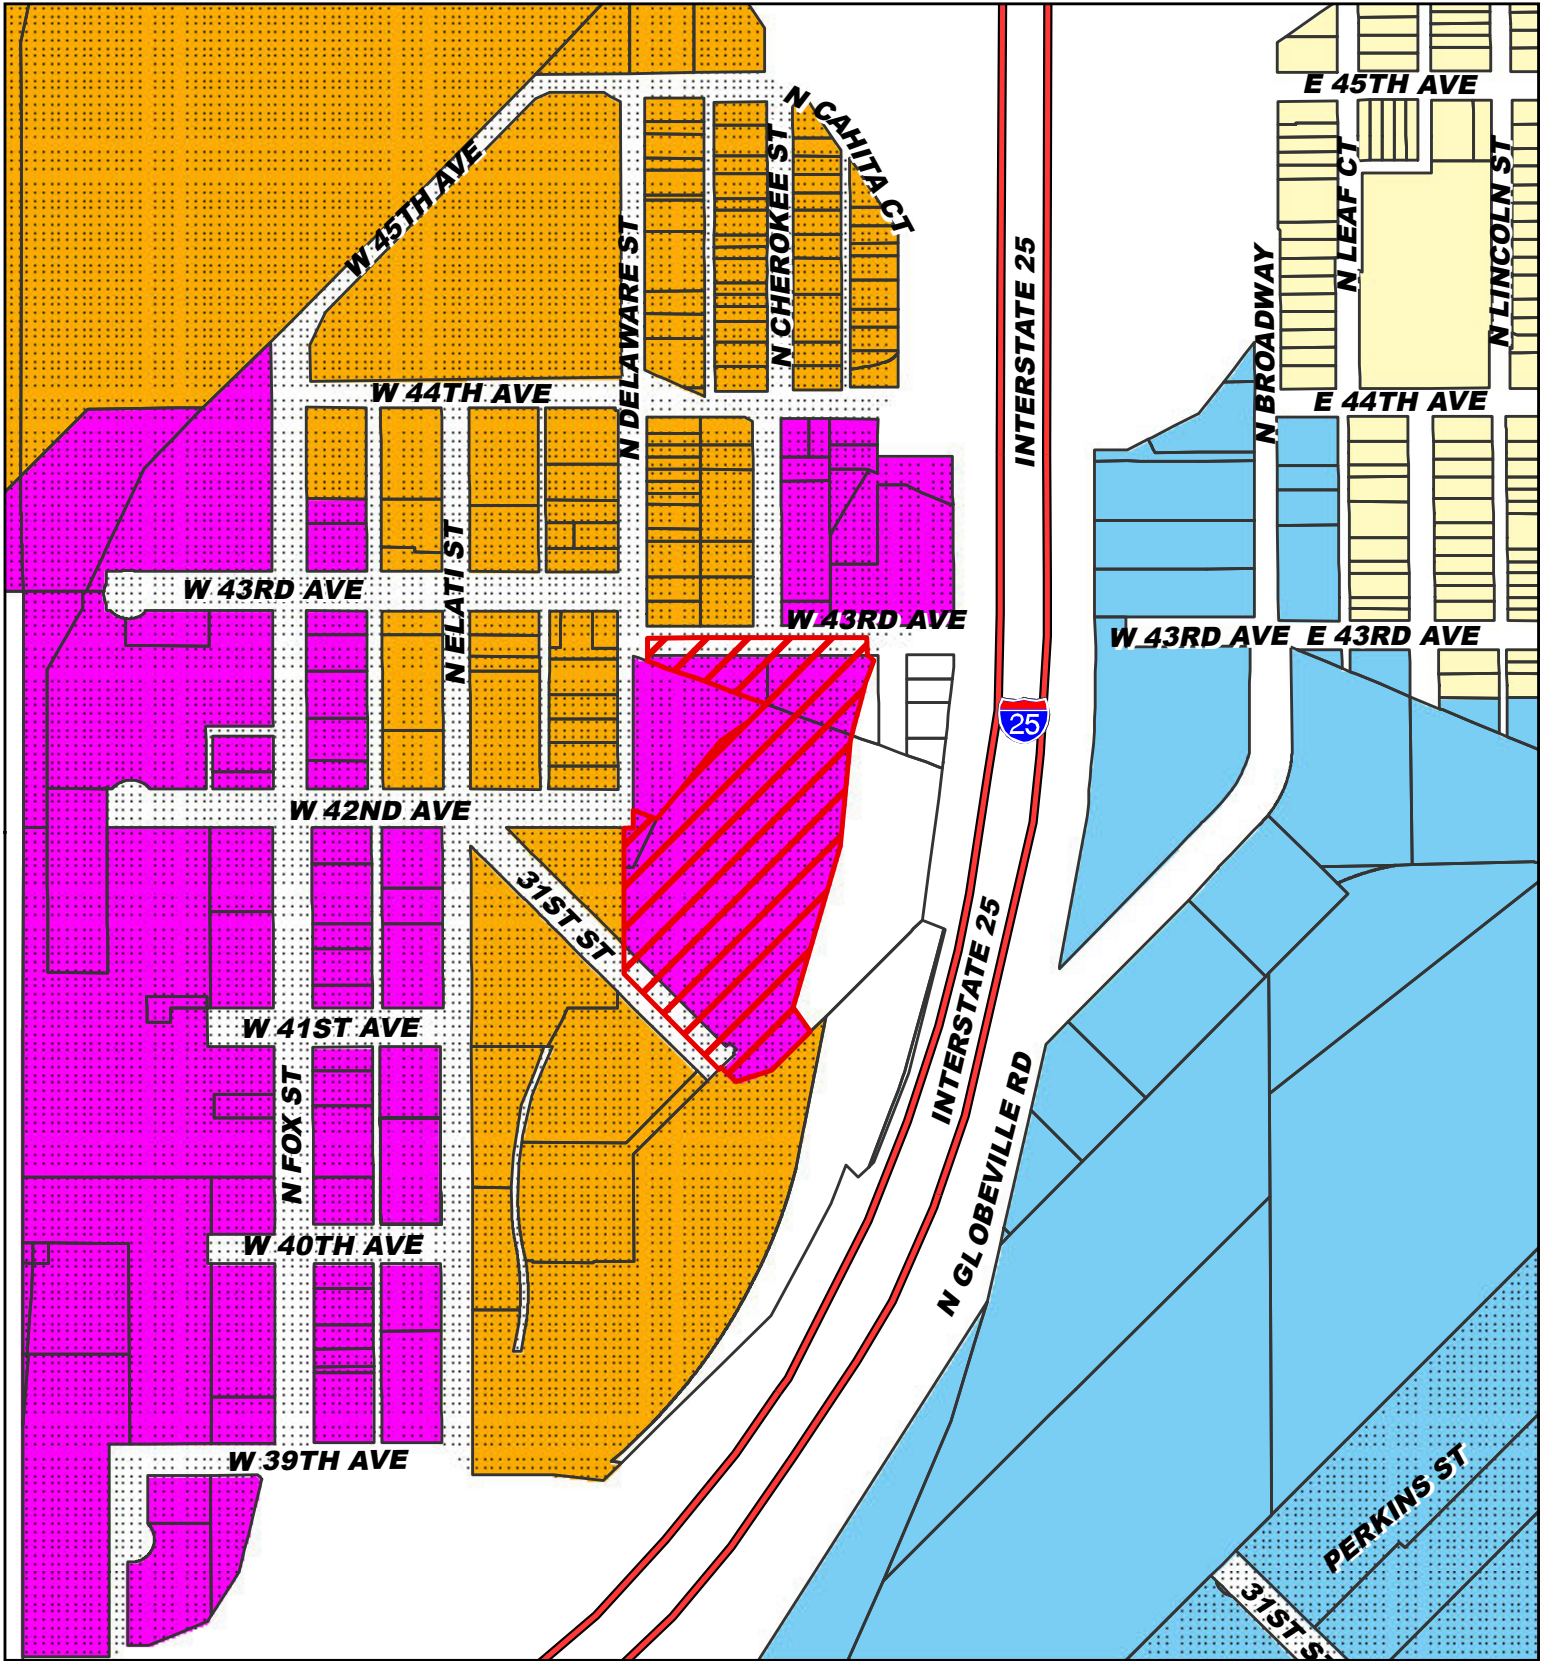 E 45TH AVE
N CAHITA CT
W 45TH AVE
N CHEROKEE ST
N LEAF CT
N LINCOLN ST
N DELAWARE ST
INTERSTATE 25
N BROADWAY
W 44TH AVE
E 44TH AVE
W 43RD AVE
N ELATI ST
W 43RD AVE
W 43RD AVE
E 43RD AVE
25
W 42ND AVE
31ST ST
INTERSTATE 25
W 41ST AVE
N FOX ST
N GLOBEVILLE RD
W 40TH AVE
W 39TH AVE
PERKINS ST
31ST ST